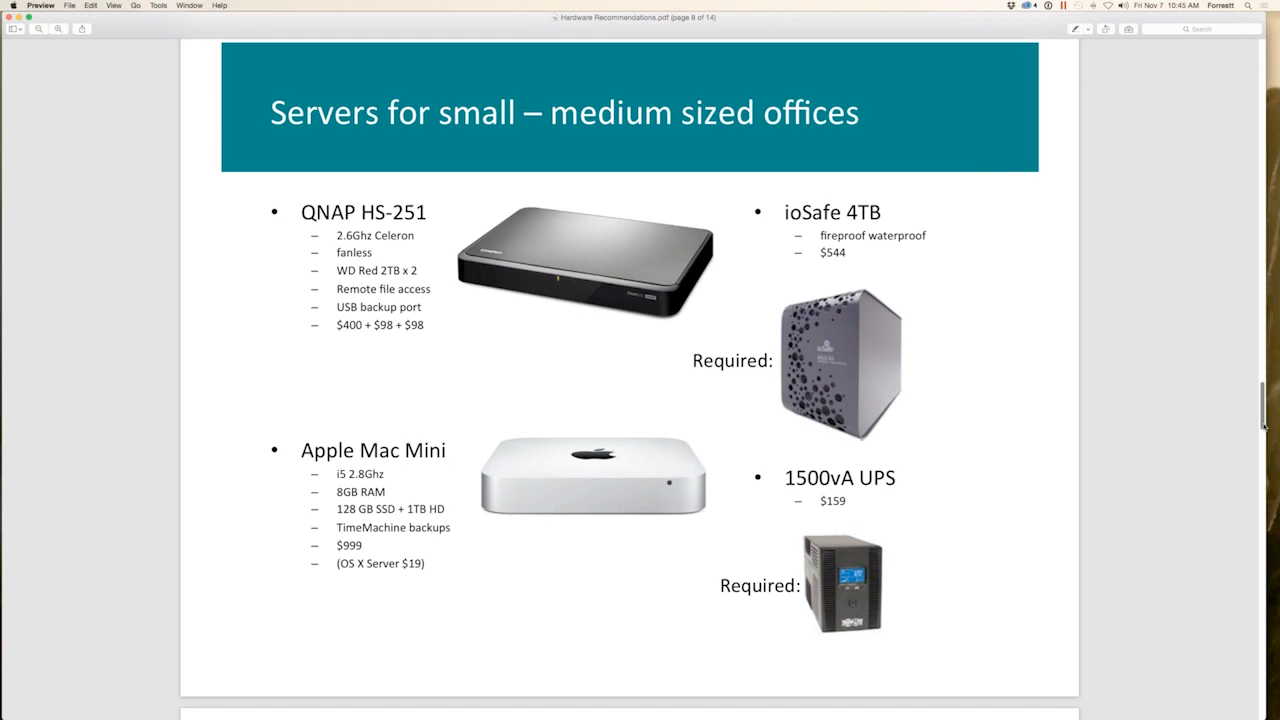 Preview File Edit View Go Tools Window Help
4
Fri Nov 7 10:45 AM Forrestt
Hardware Recommendations.pdf (page 8 of 14)
Search
Servers for small – medium sized offices
• QNAP HS-251
– 2.6Ghz Celeron
– fanless
– WD Red 2TB x 2
– Remote file access
– USB backup port
– $400 + $98 + $98
• ioSafe 4TB
– fireproof waterproof
– $544
ioSafe
Required:
• Apple Mac Mini
– i5 2.8Ghz
– 8GB RAM
– 128 GB SSD + 1TB HD
– TimeMachine backups
– $999
– (OS X Server $19)
• 1500vA UPS
– $159
Required:
TRIPP-LITE